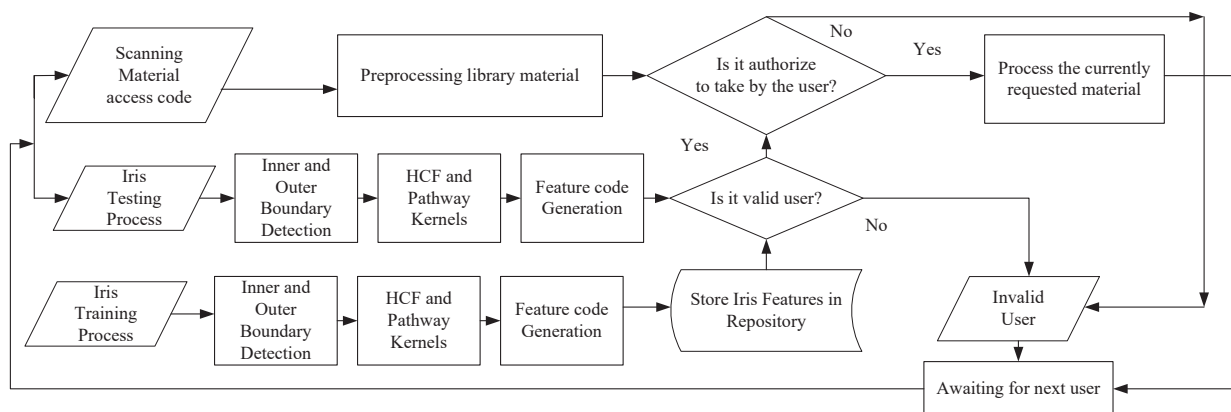 Scanning
Material
access code
Preprocessing library material
Is it authorize
to take by the user?
No
Yes
Process the currently
requested material
Yes
Iris
Testing
Process
Inner and
Outer
Boundary
Detection
HCF and
Pathway
Kernels
Feature code
Generation
Is it valid user?
No
Iris
Training
Process
Inner and
Outer
Boundary
Detection
HCF and
Pathway
Kernels
Feature code
Generation
Store Iris Features in
Repository
Invalid
User
Awaiting for next user